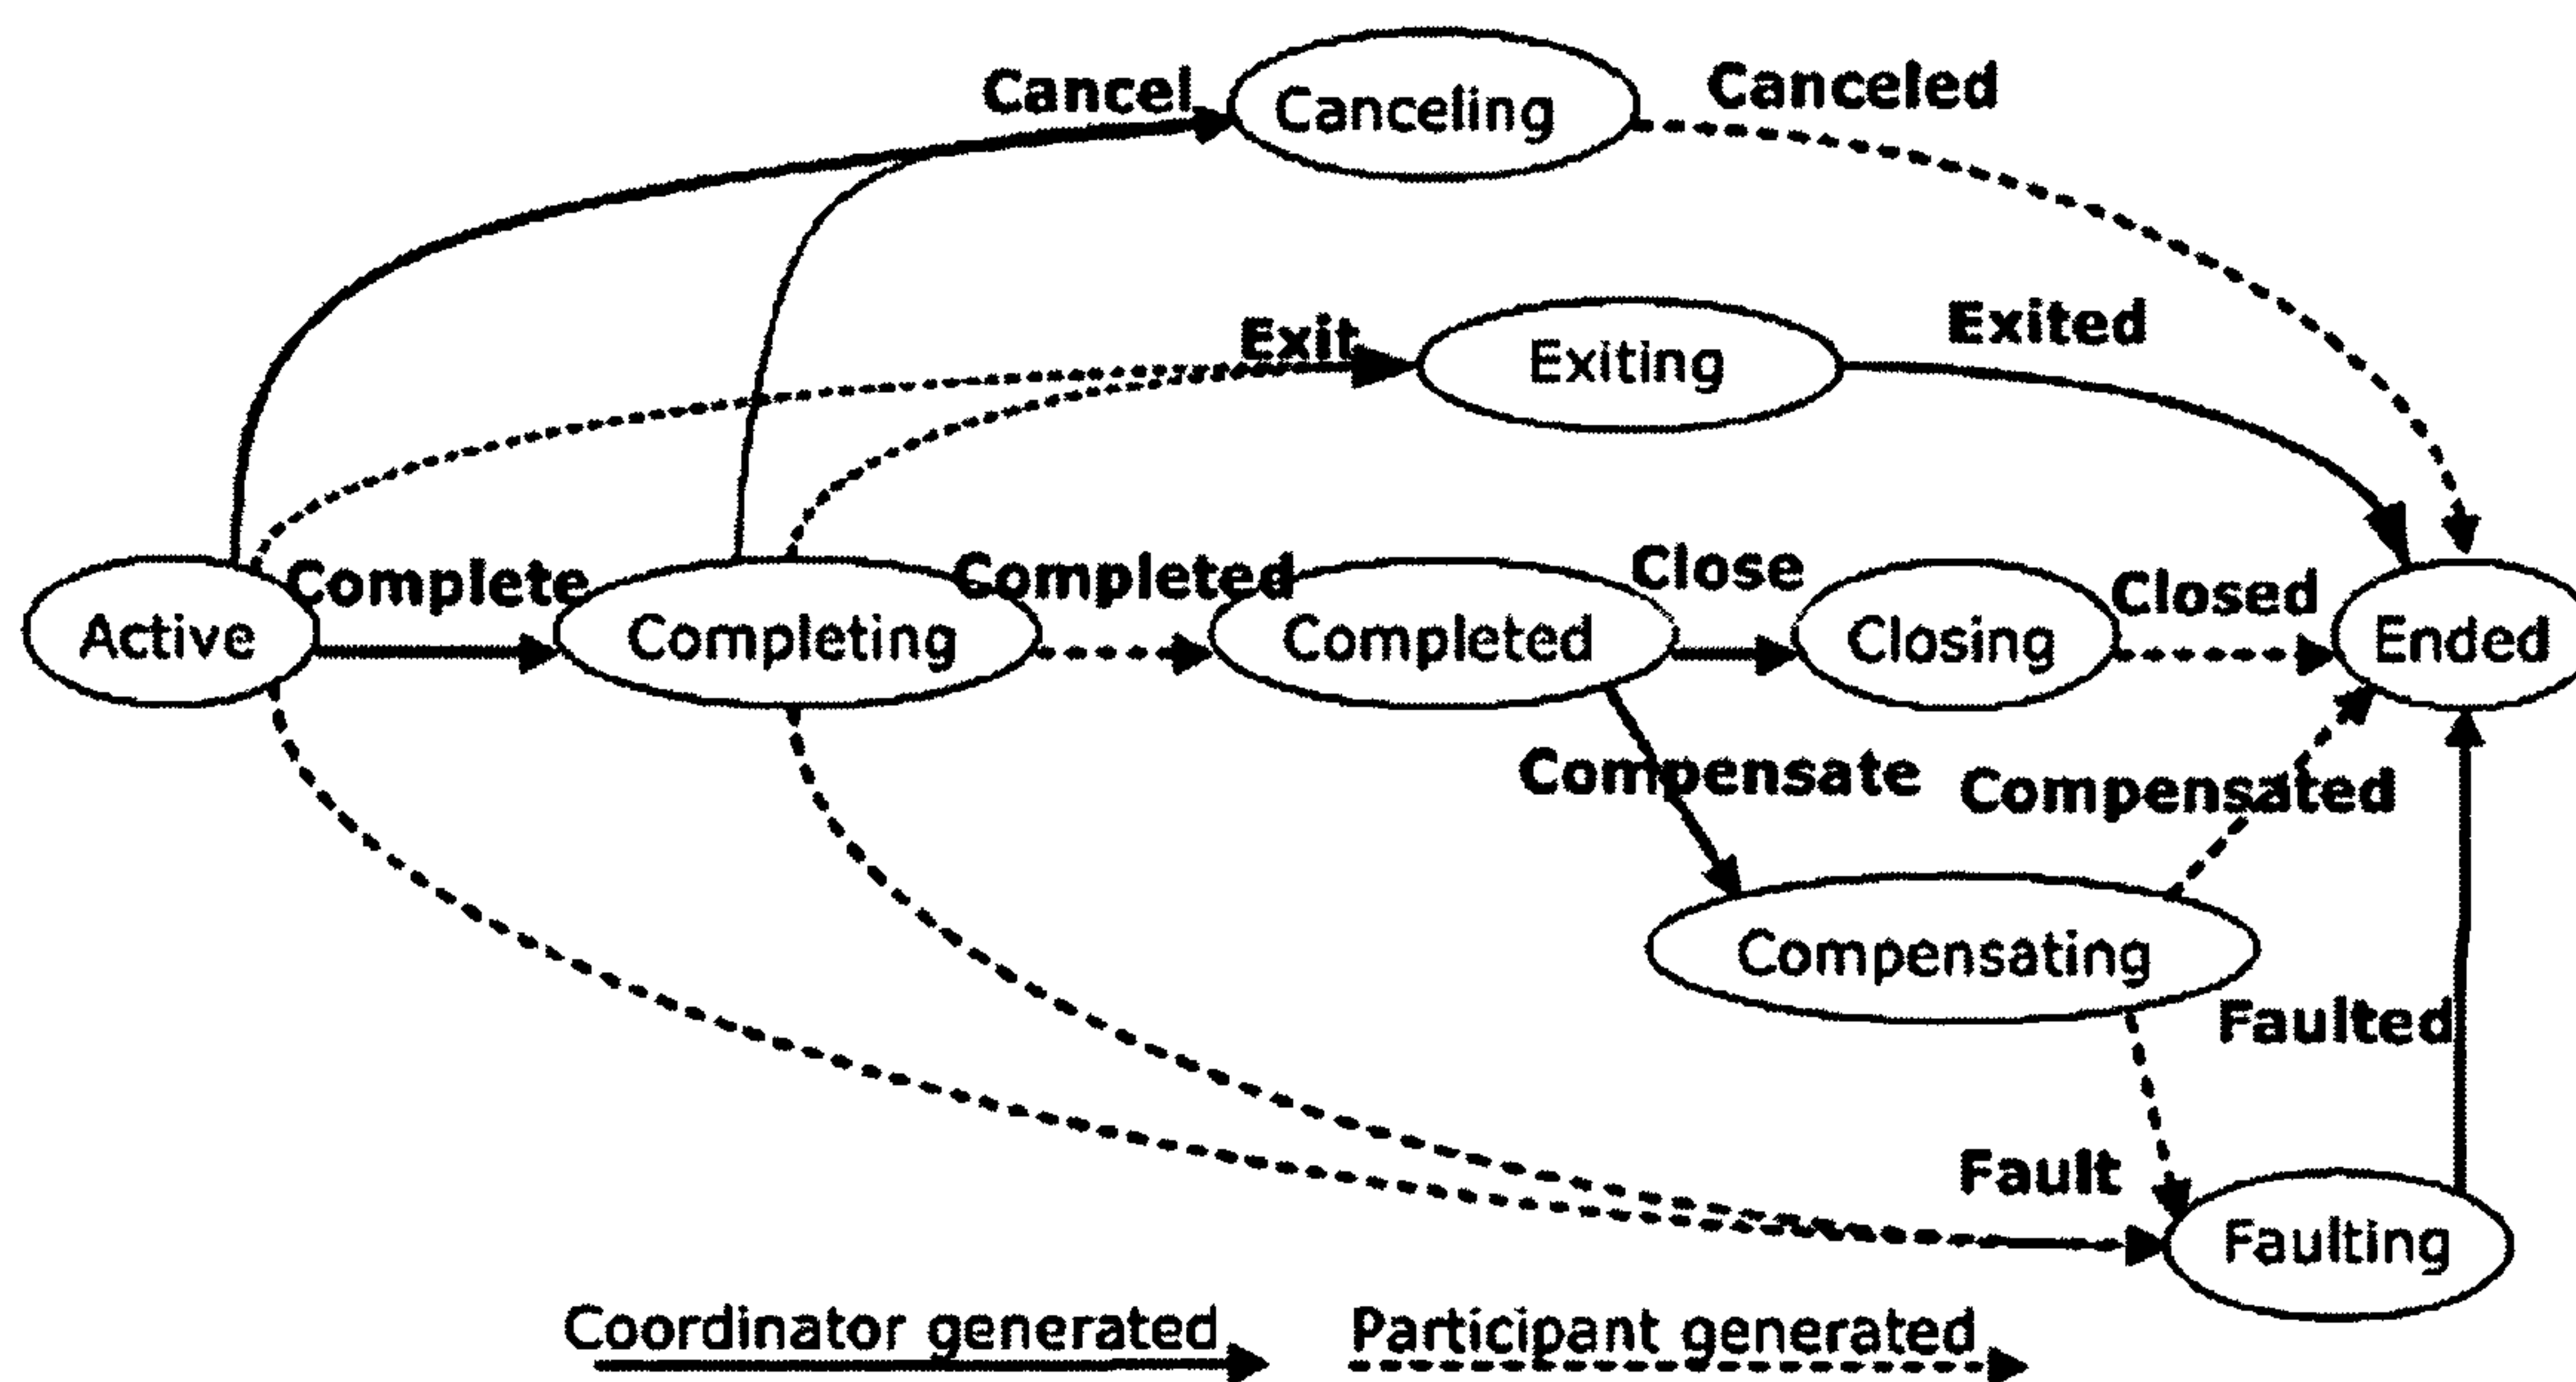 Cancel
Canceling
Canceled
Exit
Exiting
Exited
Active
Complete
Completing
Completed
Completed
Close
Closing
Closed
Ended
Compensate
Compensated
Compensating
Faulted
Fault
Faulting
Coordinator generated
Participant generated